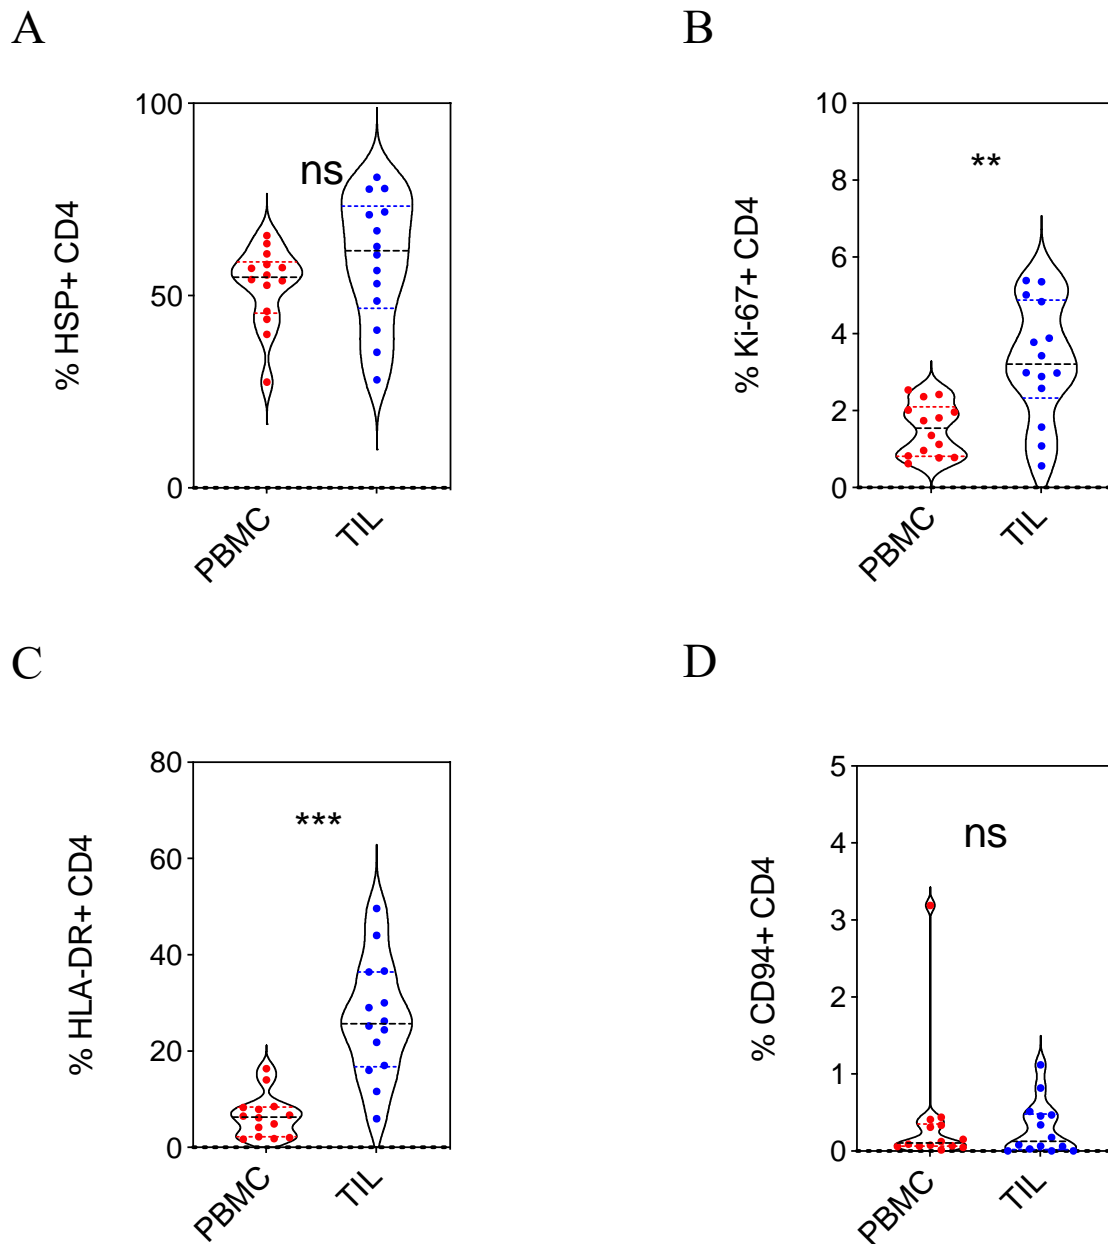 A
% HSP+ CD4
100
50
0
ns
PBMC
TIL
B
% Ki-67+ CD4
10
8
6
4
2
0
**
PBMC
TIL
C
% HLA-DR+ CD4
80
60
40
20
0
***
PBMC
TIL
D
% CD94+ CD4
5
4
3
2
1
0
ns
PBMC
TIL